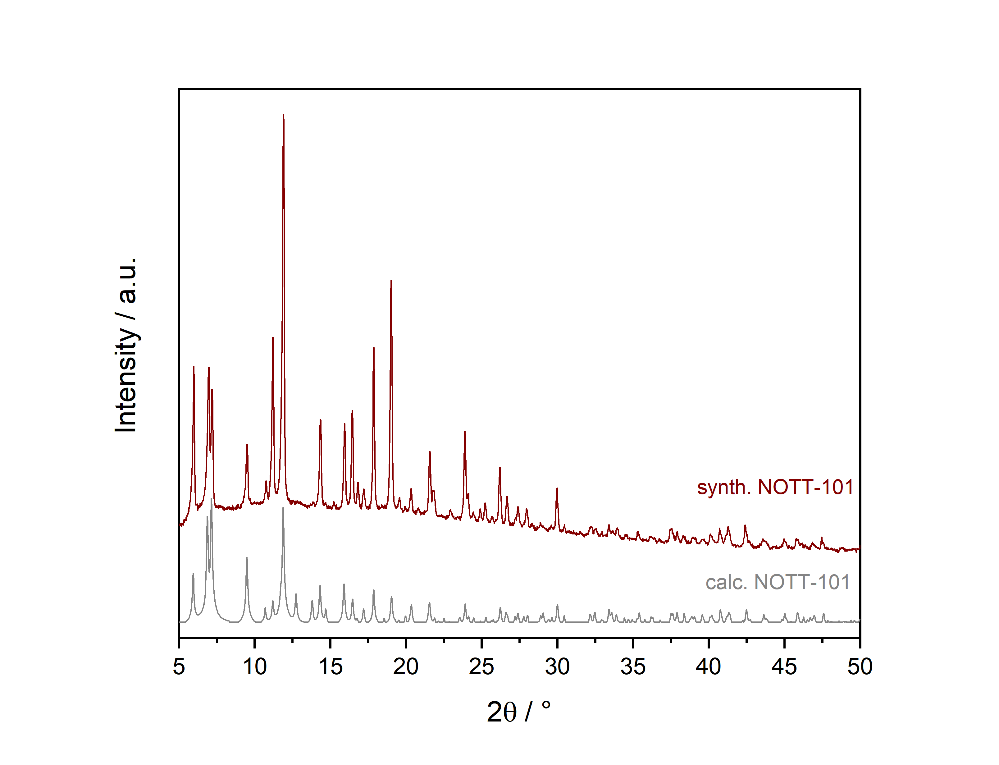 Intensity / a.u.
synth. NOTT-101
calc. NOTT-101
5 10 15 20 25 30 35 40 45 50
2θ / °